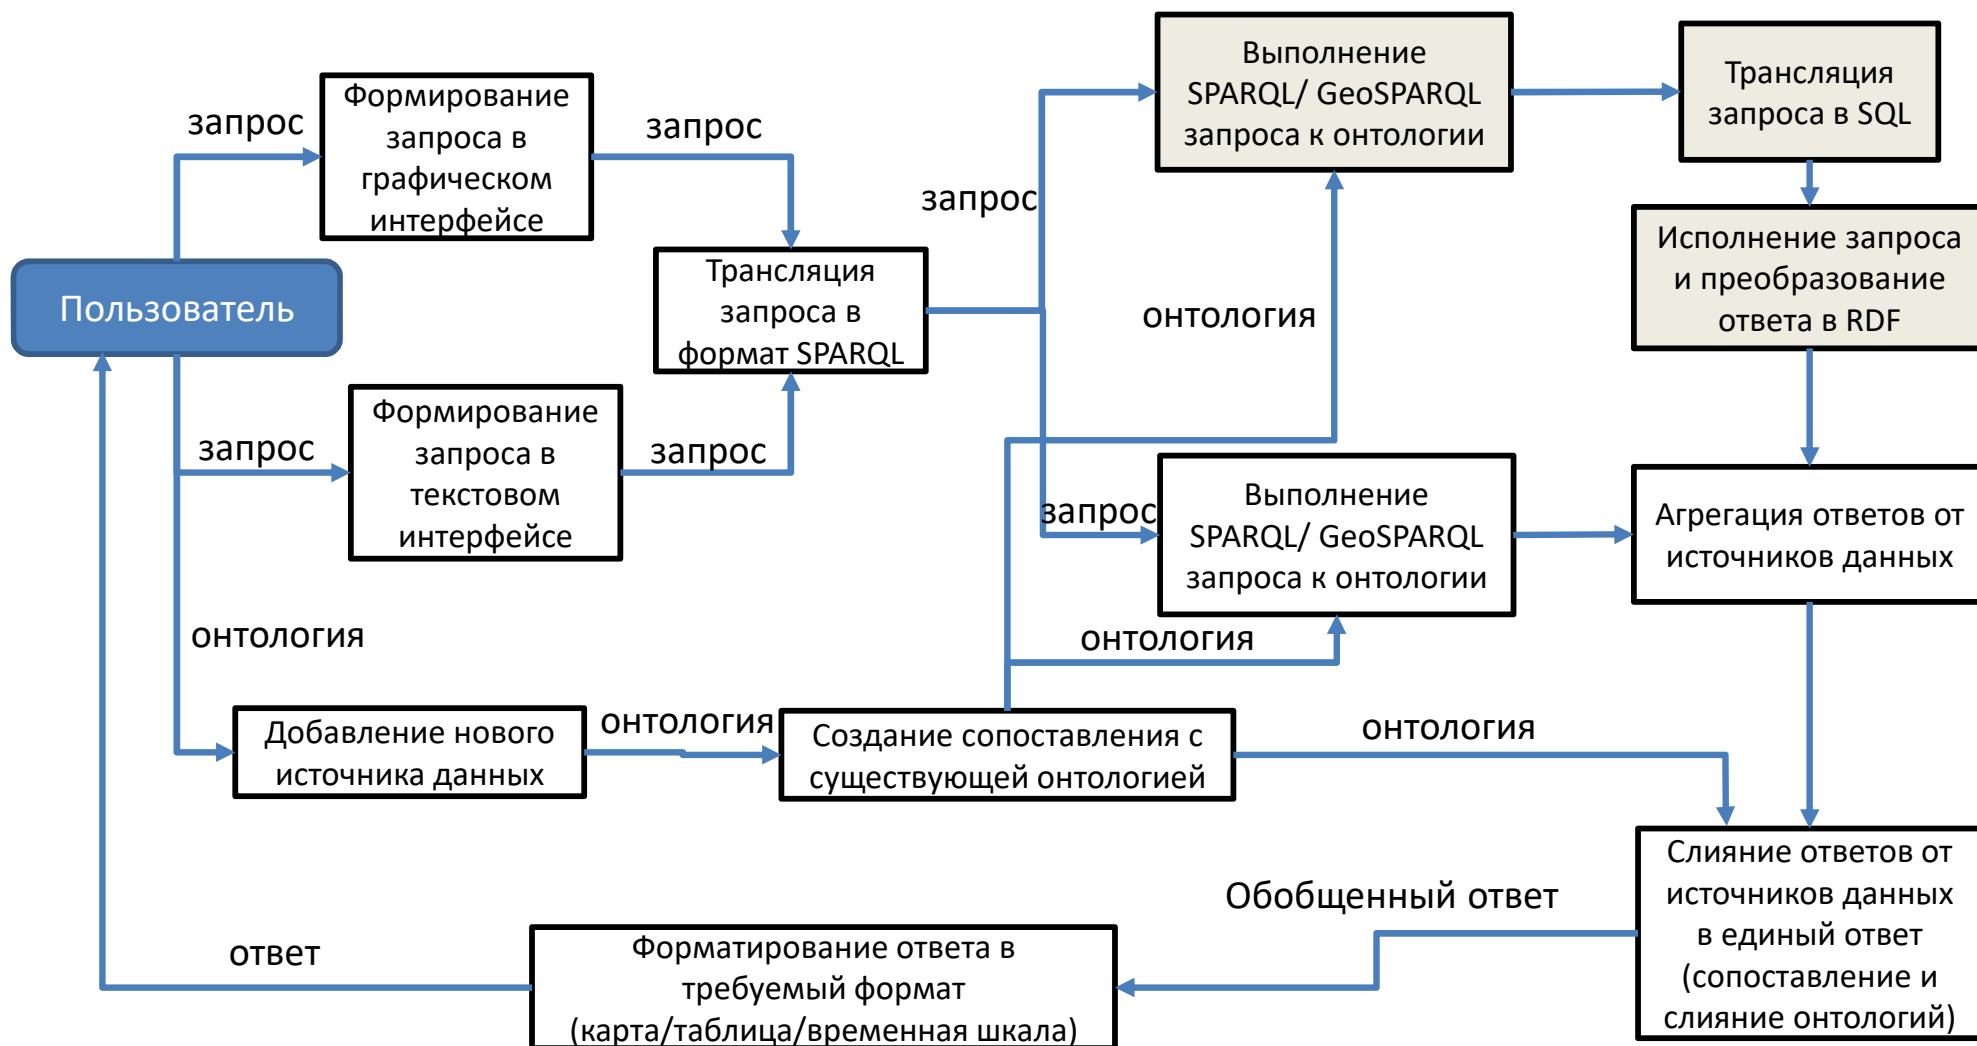 запрос
Формирование
запроса в
графическом
интерфейсе
запрос
Выполнение
SPARQL/ GeoSPARQL
запроса к онтологии
Трансляция
запроса в SQL
запрос
Исполнение запроса
и преобразование
ответа в RDF
Пользователь
Трансляция
запроса в
формат SPARQL
онтология
запрос
Формирование
запроса в
текстовом
интерфейсе
запрос
запрос
Выполнение
SPARQL/ GeoSPARQL
запроса к онтологии
Агрегация ответов от
источников данных
онтология
онтология
Добавление нового
источника данных
онтология
Создание сопоставления с
существующей онтологией
онтология
Слияние ответов от
источников данных
в единый ответ
(сопоставление и
слияние онтологий)
Обобщенный ответ
Форматирование ответа в
требуемый формат
(карта/таблица/временная шкала)
ответ